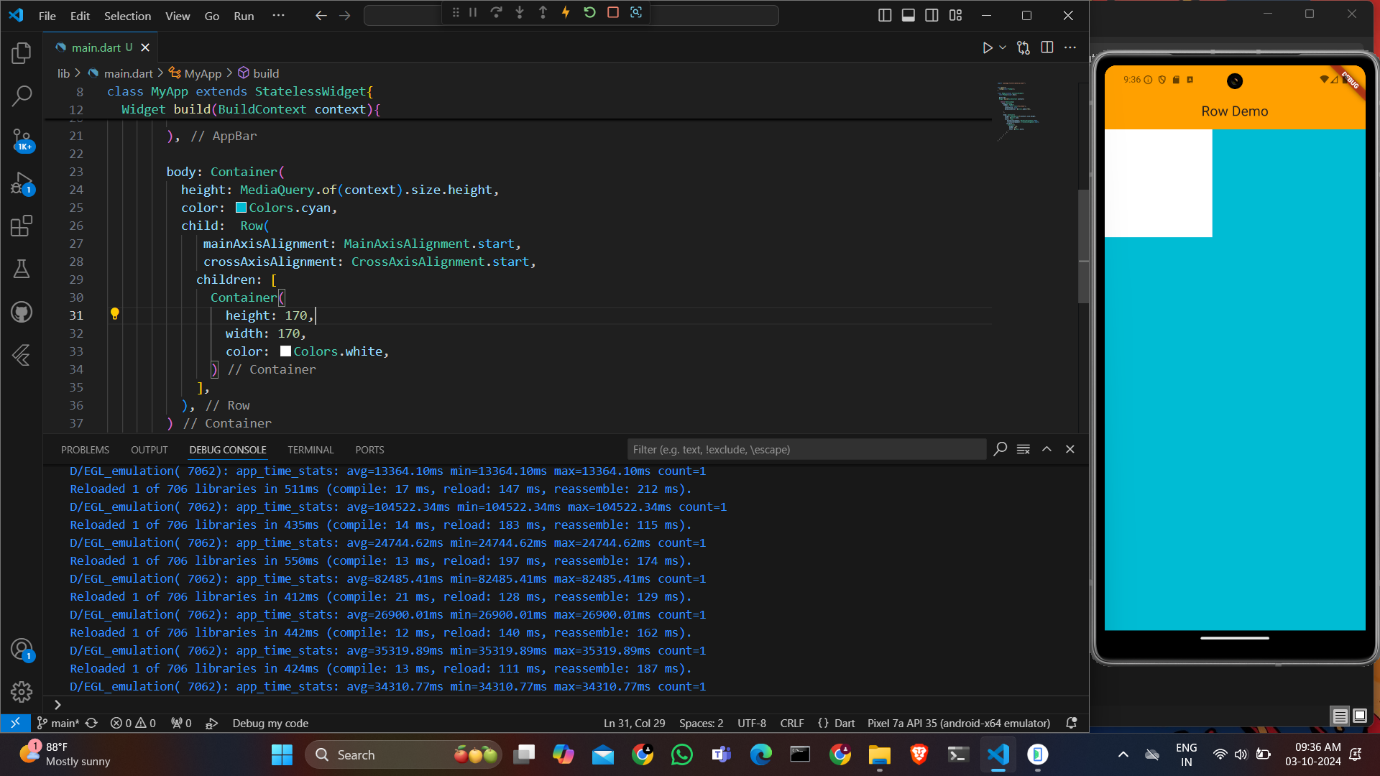 File Edit Selection View Go Run ···
main.dart U
lib > main.dart > MyApp > build
8 class MyApp extends StatelessWidget{
12 Widget build(BuildContext context){
21 ), // AppBar
22
23 body: Container(
24 height: MediaQuery.of(context).size.height,
25 color: Colors.cyan,
26 child: Row(
27 mainAxisAlignment: MainAxisAlignment.start,
28 crossAxisAlignment: CrossAxisAlignment.start,
29 children: [
30 Container(
31 height: 170,
32 width: 170,
33 color: Colors.white,
34 ) // Container
35 ],
36 ), // Row
37 ) // Container
1K+
1
1
PROBLEMS OUTPUT DEBUG CONSOLE TERMINAL PORTS
Filter (e.g. text, !exclude, \escape)
D/EGL_emulation( 7062): app_time_stats: avg=13364.10ms min=13364.10ms max=13364.10ms count=1
Reloaded 1 of 706 libraries in 511ms (compile: 17 ms, reload: 147 ms, reassemble: 212 ms).
D/EGL_emulation( 7062): app_time_stats: avg=104522.34ms min=104522.34ms max=104522.34ms count=1
Reloaded 1 of 706 libraries in 435ms (compile: 14 ms, reload: 183 ms, reassemble: 115 ms).
D/EGL_emulation( 7062): app_time_stats: avg=24744.62ms min=24744.62ms max=24744.62ms count=1
Reloaded 1 of 706 libraries in 550ms (compile: 13 ms, reload: 197 ms, reassemble: 174 ms).
D/EGL_emulation( 7062): app_time_stats: avg=82485.41ms min=82485.41ms max=82485.41ms count=1
Reloaded 1 of 706 libraries in 412ms (compile: 21 ms, reload: 128 ms, reassemble: 129 ms).
D/EGL_emulation( 7062): app_time_stats: avg=26900.01ms min=26900.01ms max=26900.01ms count=1
Reloaded 1 of 706 libraries in 442ms (compile: 12 ms, reload: 140 ms, reassemble: 162 ms).
D/EGL_emulation( 7062): app_time_stats: avg=35319.89ms min=35319.89ms max=35319.89ms count=1
Reloaded 1 of 706 libraries in 424ms (compile: 13 ms, reload: 111 ms, reassemble: 187 ms).
D/EGL_emulation( 7062): app_time_stats: avg=34310.77ms min=34310.77ms max=34310.77ms count=1
>
main* 0 0 0 Debug my code Ln 31, Col 29 Spaces: 2 UTF-8 CRLF {} Dart Pixel 7a API 35 (android-x64 emulator)
9:36
DEBUG
Row Demo
1 88°F
Mostly sunny
Search
ENG
IN
09:36 AM
03-10-2024